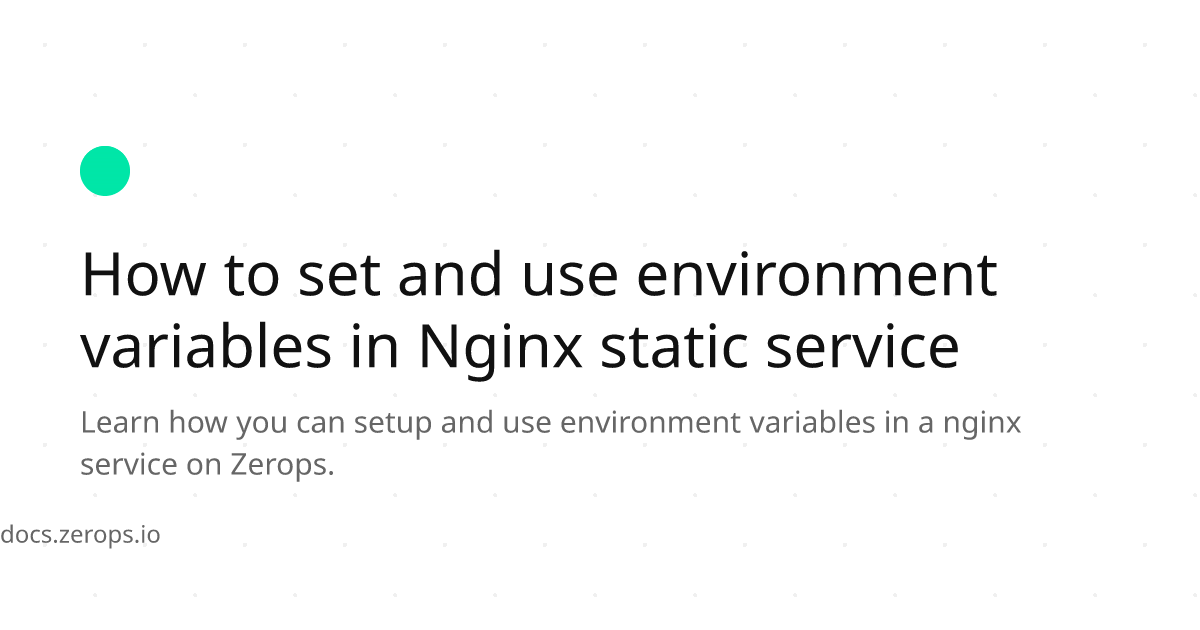 How to set and use environment
variables in Nginx static service
Learn how you can setup and use environment variables in a nginx
service on Zerops.
docs.zerops.io